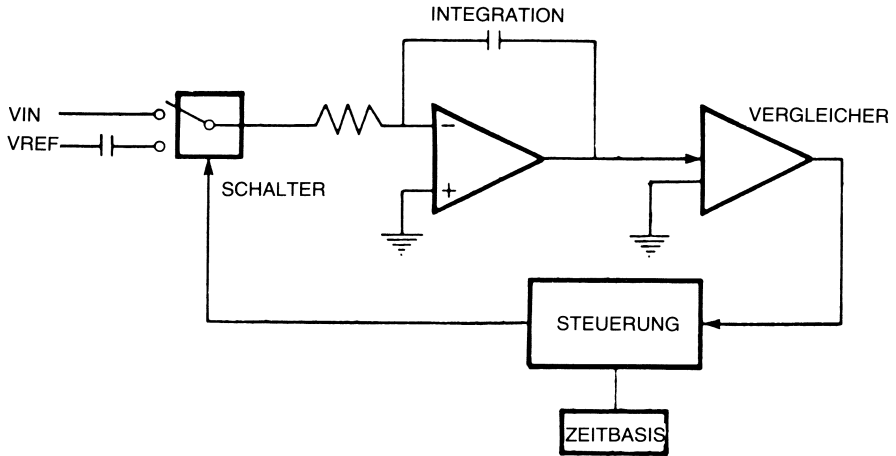 INTEGRATION
VIN
VREF
SCHALTER
−
+
VERGLEICHER
STEUERUNG
ZEITBASIS